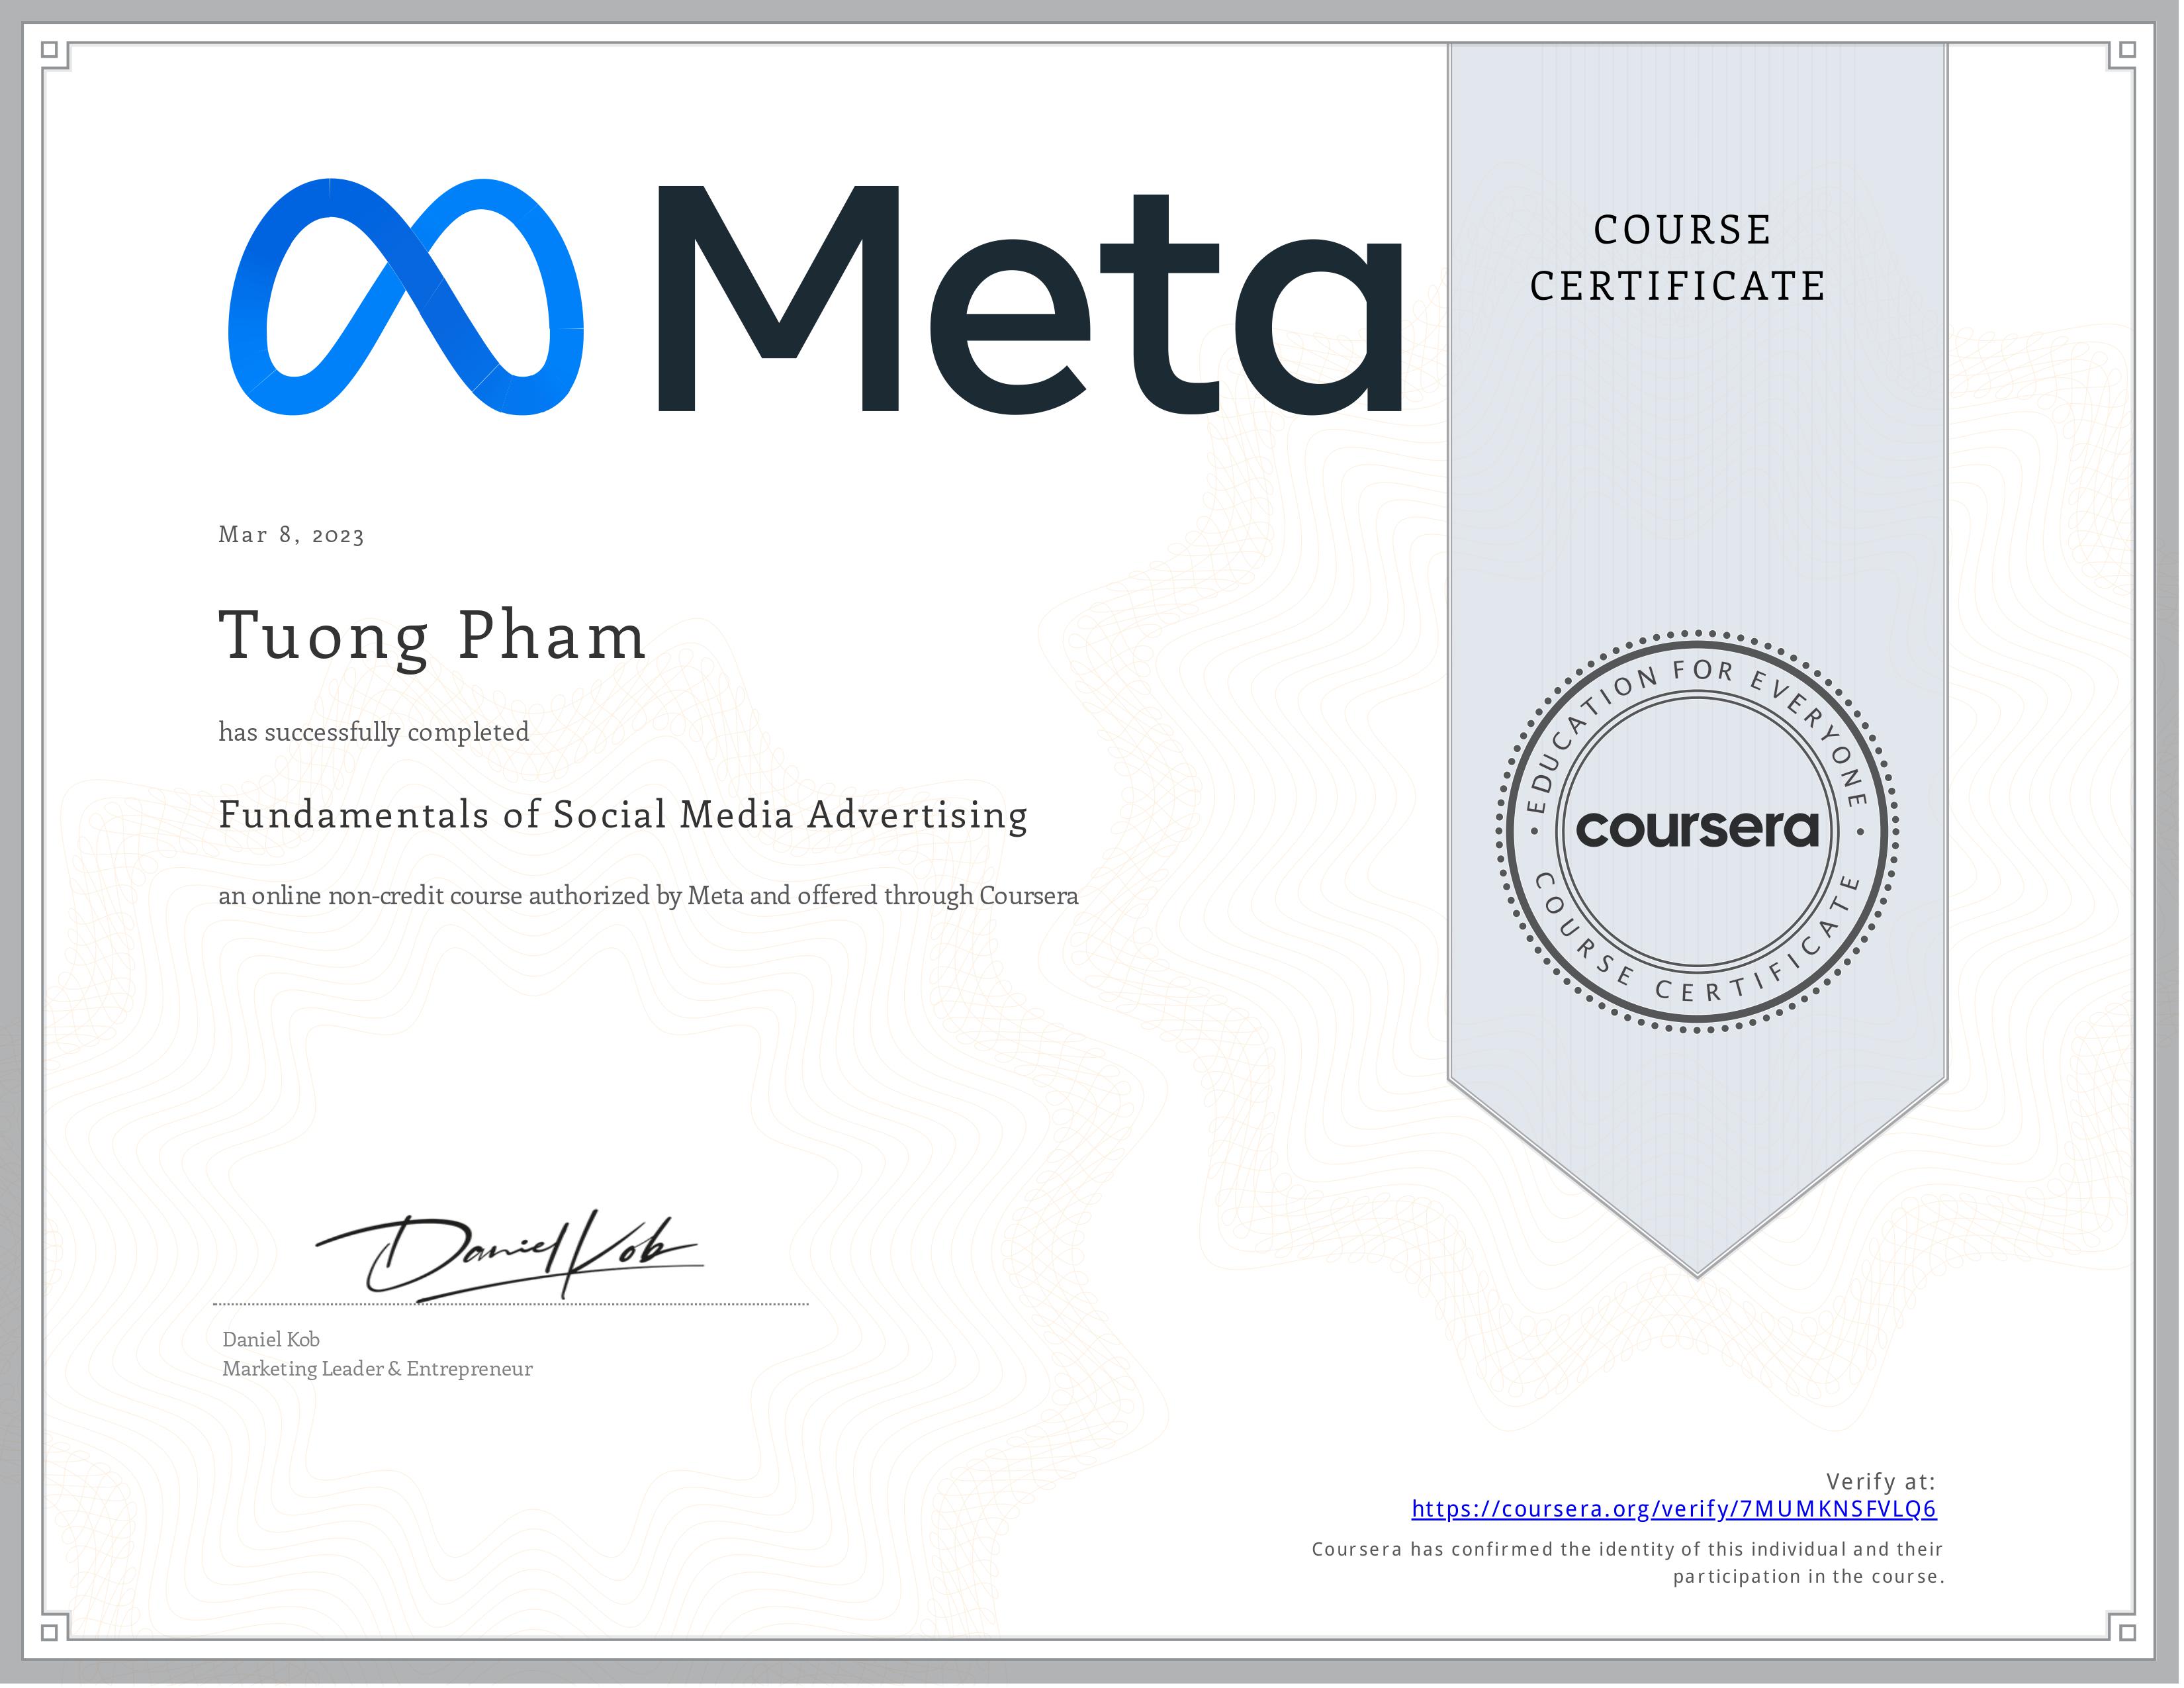 Meta
COURSE
CERTIFICATE
Mar 8, 2023
Tuong Pham
has successfully completed
Fundamentals of Social Media Advertising
an online non-credit course authorized by Meta and offered through Coursera
EDUCATION FOR EVERYONE
coursera
COURSE CERTIFICATE
Daniel Kob
Daniel Kob
Marketing Leader & Entrepreneur
Verify at:
https://coursera.org/verify/7MUMKNSFVLQ6
Coursera has confirmed the identity of this individual and their
participation in the course.